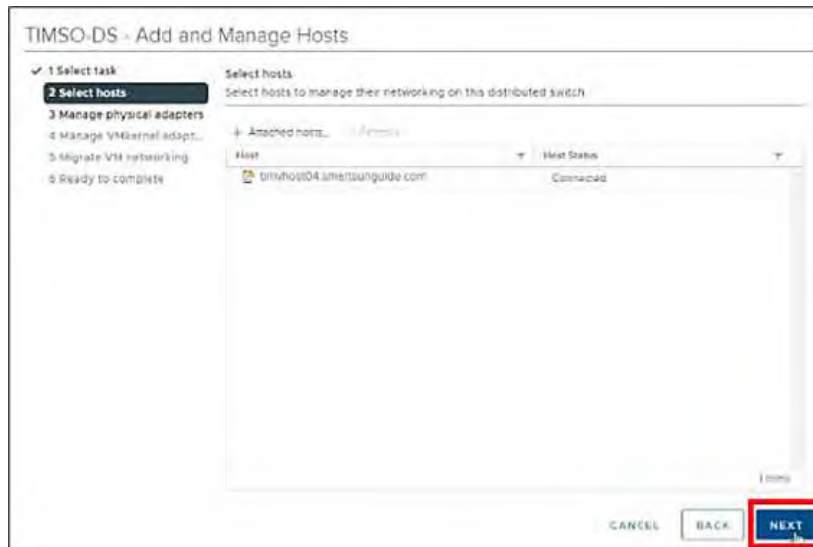 TIMSO-DS - Add and Manage Hosts
✓ 1 Select task
2 Select hosts
3 Manage physical adapters
4 Manage VMkernel adapt...
5 Migrate VM networking
6 Ready to complete
Select hosts
Select hosts to manage their networking on this distributed switch
+ Attached hosts...
Host
Host Status
Connected
CANCEL
BACK
NEXT